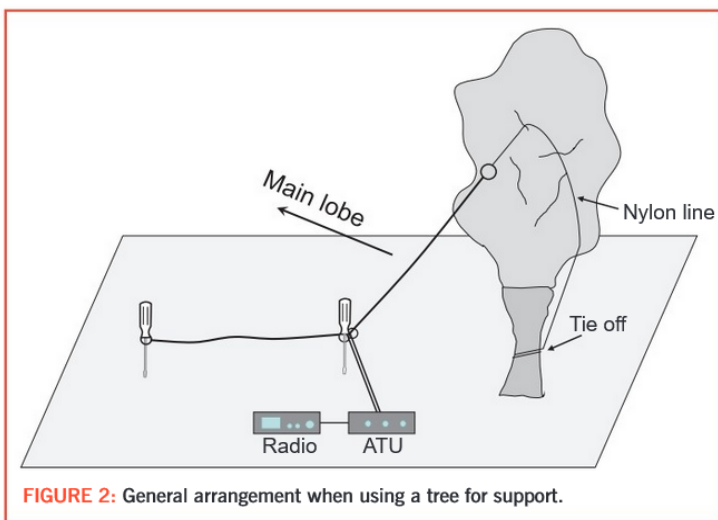 Main lobe
Nylon line
Tie off
Radio
ATU
FIGURE 2: General arrangement when using a tree for support.